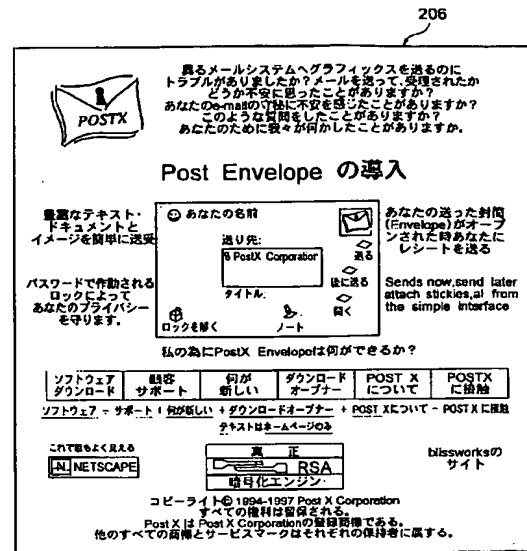 206
異るメールシステムへグラフィックスを送るのに
トラブルがありましたか？メールを送って、受理されたか
どうか不安に思ったことがありますか？
あなたのe-mailの守秘に不安を感じたことがありますか？
このような質問をしたことがありますか？
あなたのために我々が何かしたことがありますか。
POSTX
Post Envelope の導入
豊富なテキスト・
ドキュメントと
イメージを簡単に送受
パスワードで作動される
ロックによって
あなたのプライバシー
を守ります。
あなたの名前
送り先:
PostX Corporation
タイトル:
送る
後に送る
開く
ロックを解く
ノート
あなたの送った封筒
(Envelope)がオープ
ンされた時あなたに
レシートを送る
Sends now,send later
attach stickies,al from
the simple interface
私の為にPostX Envelopeは何ができるか？
ソフトウェア
ダウンロード
顧客
サポート
何が
新しい
ダウンロード
オープナー
POST X
について
POSTX
に接触
ソフトウェア ÷ サポート + 何が新しい + ダウンロードオープナー + POST Xについて - POST Xに接触
テキストはホームページのみ
これで最もよく見える
N NETSCAPE
真 正
RSA
暗号化エンジン
blissworksの
サイト
コピーライト© 1994-1997 Post X Corporation
すべての権利は留保される。
Post X は Post X Corporationの登録商標である。
他のすべての商標とサービスマークはそれぞれの保持者に属する。